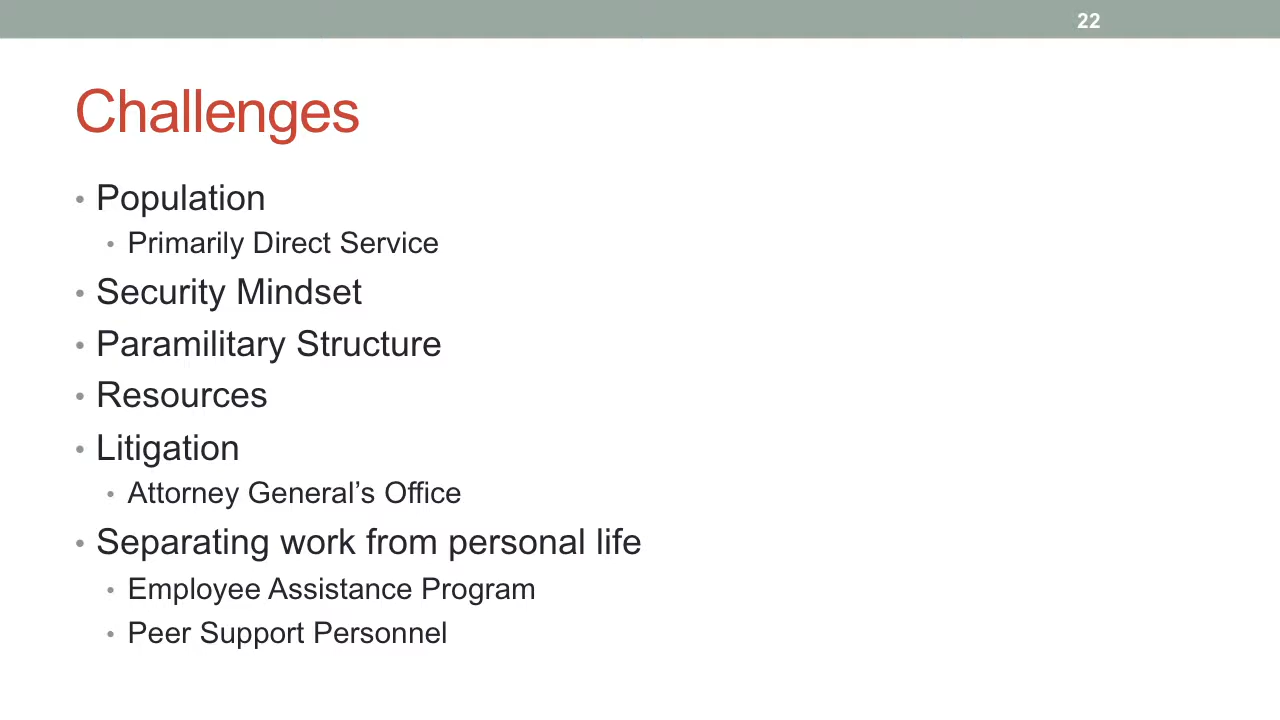 22
Challenges
• Population
• Primarily Direct Service
• Security Mindset
• Paramilitary Structure
• Resources
• Litigation
• Attorney General’s Office
• Separating work from personal life
• Employee Assistance Program
• Peer Support Personnel